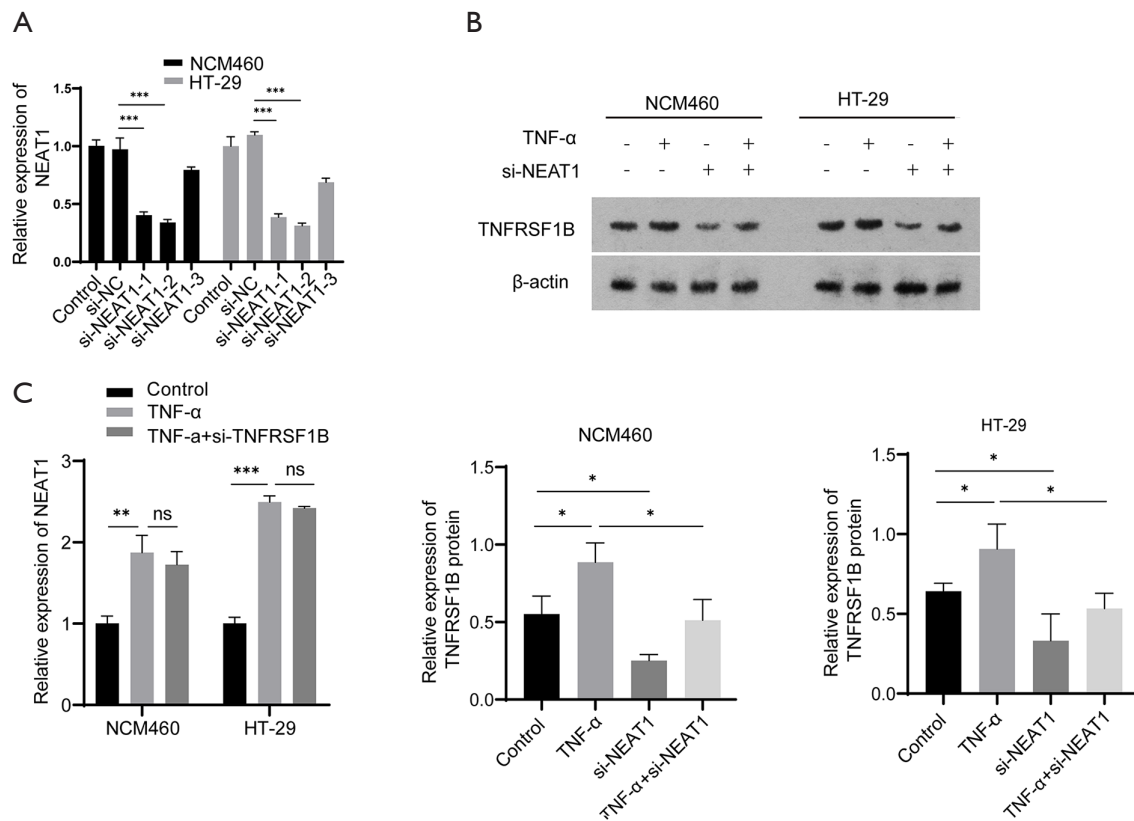 A
NCM460
HT-29
Relative expression of
NEAT1
1.5
1.0
0.5
0.0
***
***
***
***
Control
si-NC
si-NEAT1-1
si-NEAT1-2
si-NEAT1-3
Control
si-NC
si-NEAT1-1
si-NEAT1-2
si-NEAT1-3
B
NCM460
HT-29
TNF-α - + - + - + - +
si-NEAT1 - - + + - - + +
TNFRSF1B
β-actin
C
Control
TNF-α
TNF-a+si-TNFRSF1B
Relative expression of NEAT1
3
2
1
0
** ns
*** ns
NCM460
HT-29
NCM460
Relative expression of
TNFRSF1B protein
1.5
1.0
0.5
0.0
*
* *
Control
TNF-α
si-NEAT1
TNF-α+si-NEAT1
HT-29
Relative expression of
TNFRSF1B protein
1.5
1.0
0.5
0.0
*
* *
Control
TNF-α
si-NEAT1
TNF-α+si-NEAT1